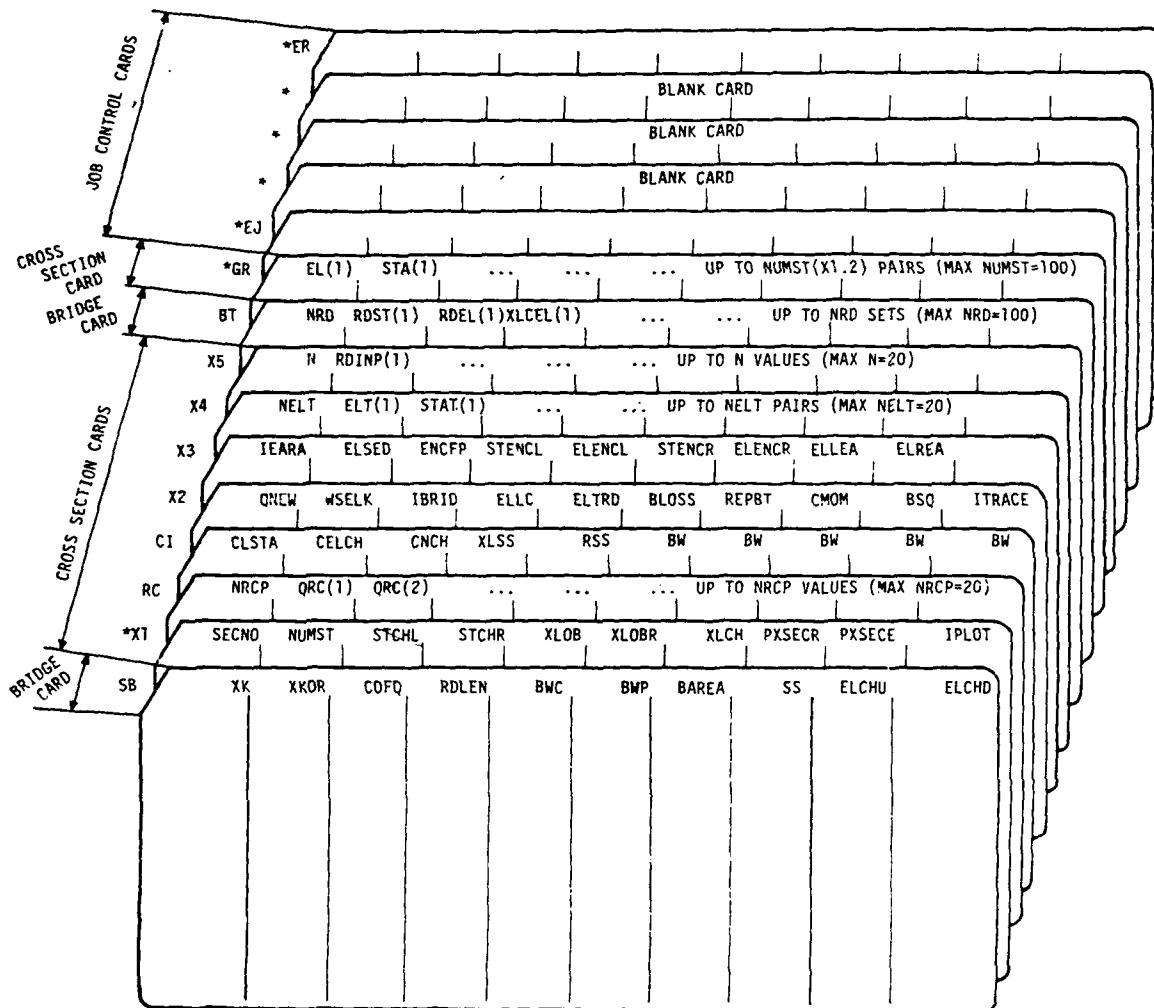 JOB CONTROL CARDS
*ER
* BLANK CARD
* BLANK CARD
* BLANK CARD
*EJ
CROSS SECTION CARD
*GR EL(1) STA(1) ... ... ... UP TO NUMST(X1.2) PAIRS (MAX NUMST=100)
BRIDGE CARD
BT NRD RDST(1) RDEL(1) XLCEL(1) ... ... UP TO NRD SETS (MAX NRD=100)
CROSS SECTION CARDS
X5 N RDINP(1) ... ... ... UP TO N VALUES (MAX N=20)
X4 NELT ELT(1) STAT(1) ... ... UP TO NELT PAIRS (MAX NELT=20)
X3 IEARA ELSED ENCFP STENCL ELENCL STENCR ELENCR ELLEA ELREA
X2 QNEW WSELK IBRID ELLC ELTRD BLOSS REPBT CMOM BSQ ITRACE
CI CLSTA CELCH CNCH XLSS RSS BW BW BW BW BW
RC NRCP QRC(1) QRC(2) ... ... ... UP TO NRCP VALUES (MAX NRCP=20)
*X1 SECNO NUMST STCHL STCHR XLOB XLOBR XLCH PXSECR PXSECE IPLOT
BRIDGE CARD
SB XK XKOR COFQ RDLEN BWC BWP BAREA SS ELCHU ELCHD